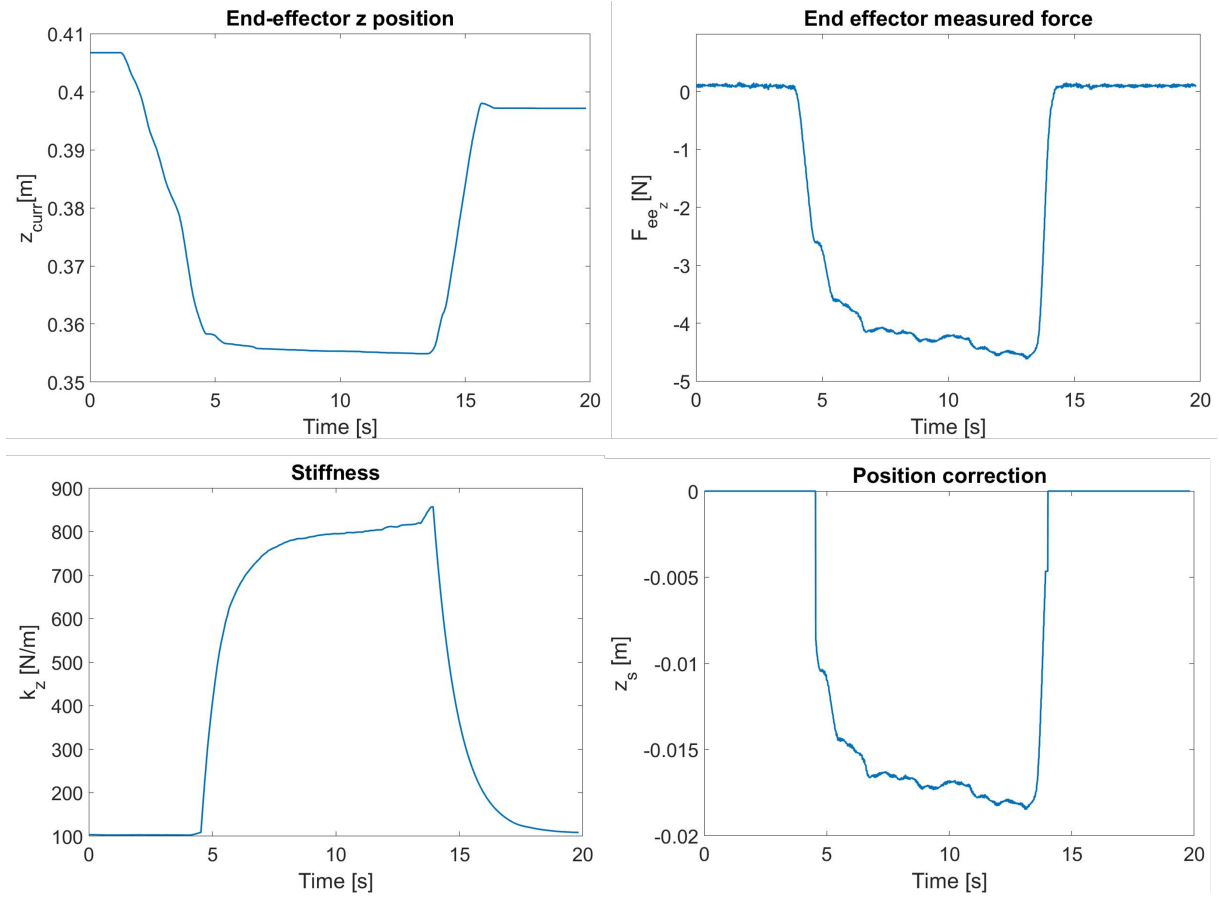 End-effector z position
0.41
0.4
0.39
0.38
0.37
0.36
0.35
z_curr[m]
0 5 10 15 20
Time [s]
End effector measured force
0
-1
-2
-3
-4
-5
F_ee_z [N]
0 5 10 15 20
Time [s]
Stiffness
900
800
700
600
500
400
300
200
100
k_z [N/m]
0 5 10 15 20
Time [s]
Position correction
0
-0.005
-0.01
-0.015
-0.02
z_s [m]
0 5 10 15 20
Time [s]